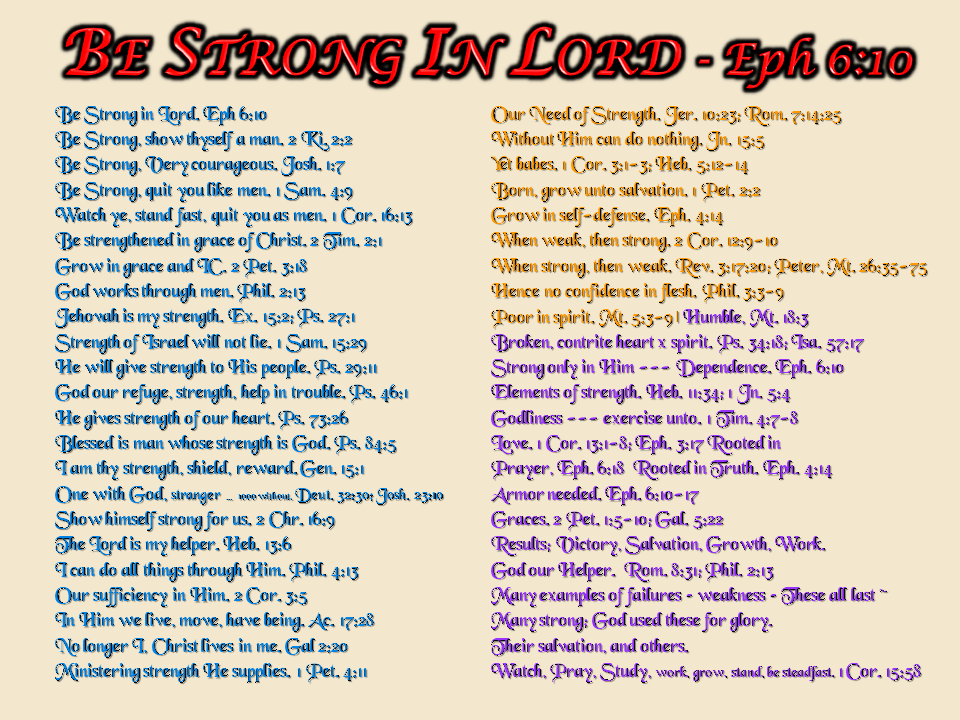 BE STRONG IN LORD - Eph 6:10
Be Strong in Lord, Eph 6:10
Be Strong, show thyself a man, 2 Ki, 2:2
Be Strong, Very courageous, Josh, 1:7
Be Strong, quit you like men, 1 Sam, 4:9
Watch ye, stand fast, quit you as men, 1 Cor, 16:13
Be strengthened in grace of Christ, 2 Tim, 2:1
Grow in grace and JC, 2 Pet, 3:18
God works through men, Phil, 2:13
Jehovah is my strength, Ex, 15:2; Ps, 27:1
Strength of Israel will not lie, 1 Sam, 15:29
He will give strength to His people, Ps, 29:11
God our refuge, strength, help in trouble, Ps, 46:1
He gives strength of our heart, Ps, 73:26
Blessed is man whose strength is God, Ps, 84:5
I am thy strength, shield, reward, Gen, 15:1
One with God, stranger ... 1000 without, Deut, 32:30; Josh, 23:10
Show himself strong for us, 2 Chr, 16:9
The Lord is my helper, Heb, 13:6
I can do all things through Him, Phil, 4:13
Our sufficiency in Him, 2 Cor, 3:5
In Him we live, move, have being, Ac, 17:28
No longer I, Christ lives in me, Gal 2:20
Ministering strength He supplies, 1 Pet, 4:11
Our Need of Strength, Jer, 10:23; Rom, 7:14:25
Without Him can do nothing, Jn, 15:5
Yet babes, 1 Cor, 3:1-3; Heb, 5:12-14
Born, grow unto salvation, 1 Pet, 2:2
Grow in self-defense, Eph, 4:14
When weak, then strong, 2 Cor, 12:9-10
When strong, then weak, Rev, 3:17:20; Peter, Mt, 26:35-75
Hence no confidence in flesh, Phil, 3:3-9
Poor in spirit, Mt, 5:3-9 | Humble, Mt, 18:3
Broken, contrite heart x spirit, Ps, 34:18; Isa, 57:17
Strong only in Him --- Dependence, Eph, 6:10
Elements of strength, Heb, 11:34; 1 Jn, 5:4
Godliness --- exercise unto, 1 Tim, 4:7-8
Love, 1 Cor, 13:1-8; Eph, 3:17 Rooted in
Prayer, Eph, 6:18 Rooted in Truth, Eph, 4:14
Armor needed, Eph, 6:10-17
Graces, 2 Pet, 1:5-10; Gal, 5:22
Results; Victory, Salvation, Growth, Work,
God our Helper, Rom, 8:31; Phil, 2:13
Many examples of failures - weakness - These all last ~
Many strong; God used these for glory,
Their salvation, and others,
Watch, Pray, Study, work, grow, stand, be steadfast, 1 Cor, 15:58